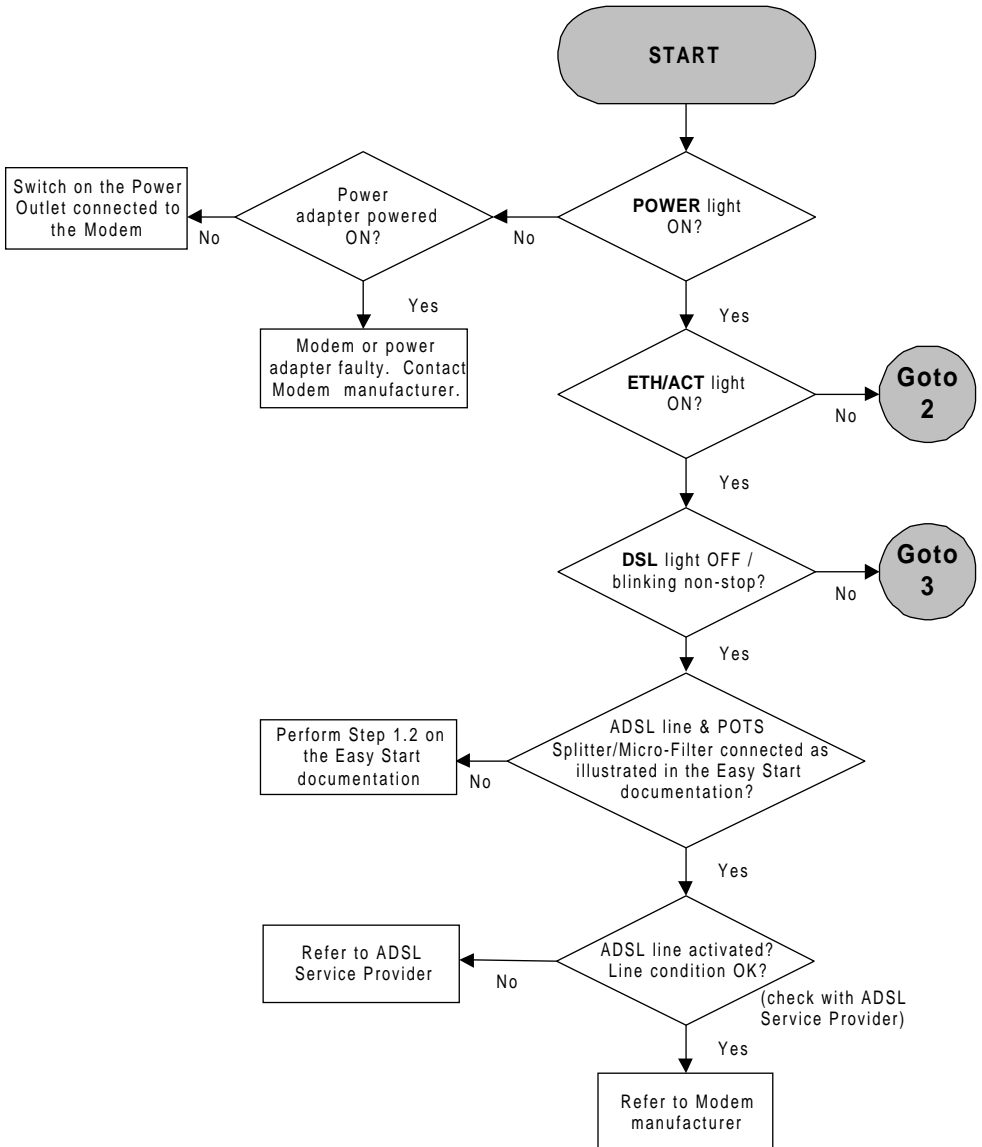 START
POWER light
ON?
No
Power
adapter powered
ON?
No
Switch on the Power
Outlet connected to
the Modem
Yes
Modem or power
adapter faulty. Contact
Modem manufacturer.
Yes
ETH/ACT light
ON?
No
Goto
2
Yes
DSL light OFF /
blinking non-stop?
No
Goto
3
Yes
ADSL line & POTS
Splitter/Micro-Filter connected as
illustrated in the Easy Start
documentation?
No
Perform Step 1.2 on
the Easy Start
documentation
Yes
ADSL line activated?
Line condition OK?
(check with ADSL
Service Provider)
No
Refer to ADSL
Service Provider
Yes
Refer to Modem
manufacturer